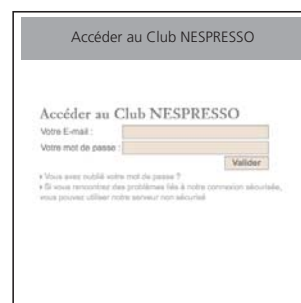 Accéder au Club NESPRESSO
Accéder au Club NESPRESSO
Votre E-mail :
Votre mot de passe :
Valider
› Vous avez oublié votre mot de passe ?
› Si vous rencontrez des problèmes liés à notre connexion sécurisée,
vous pouvez utiliser notre serveur non sécurisé